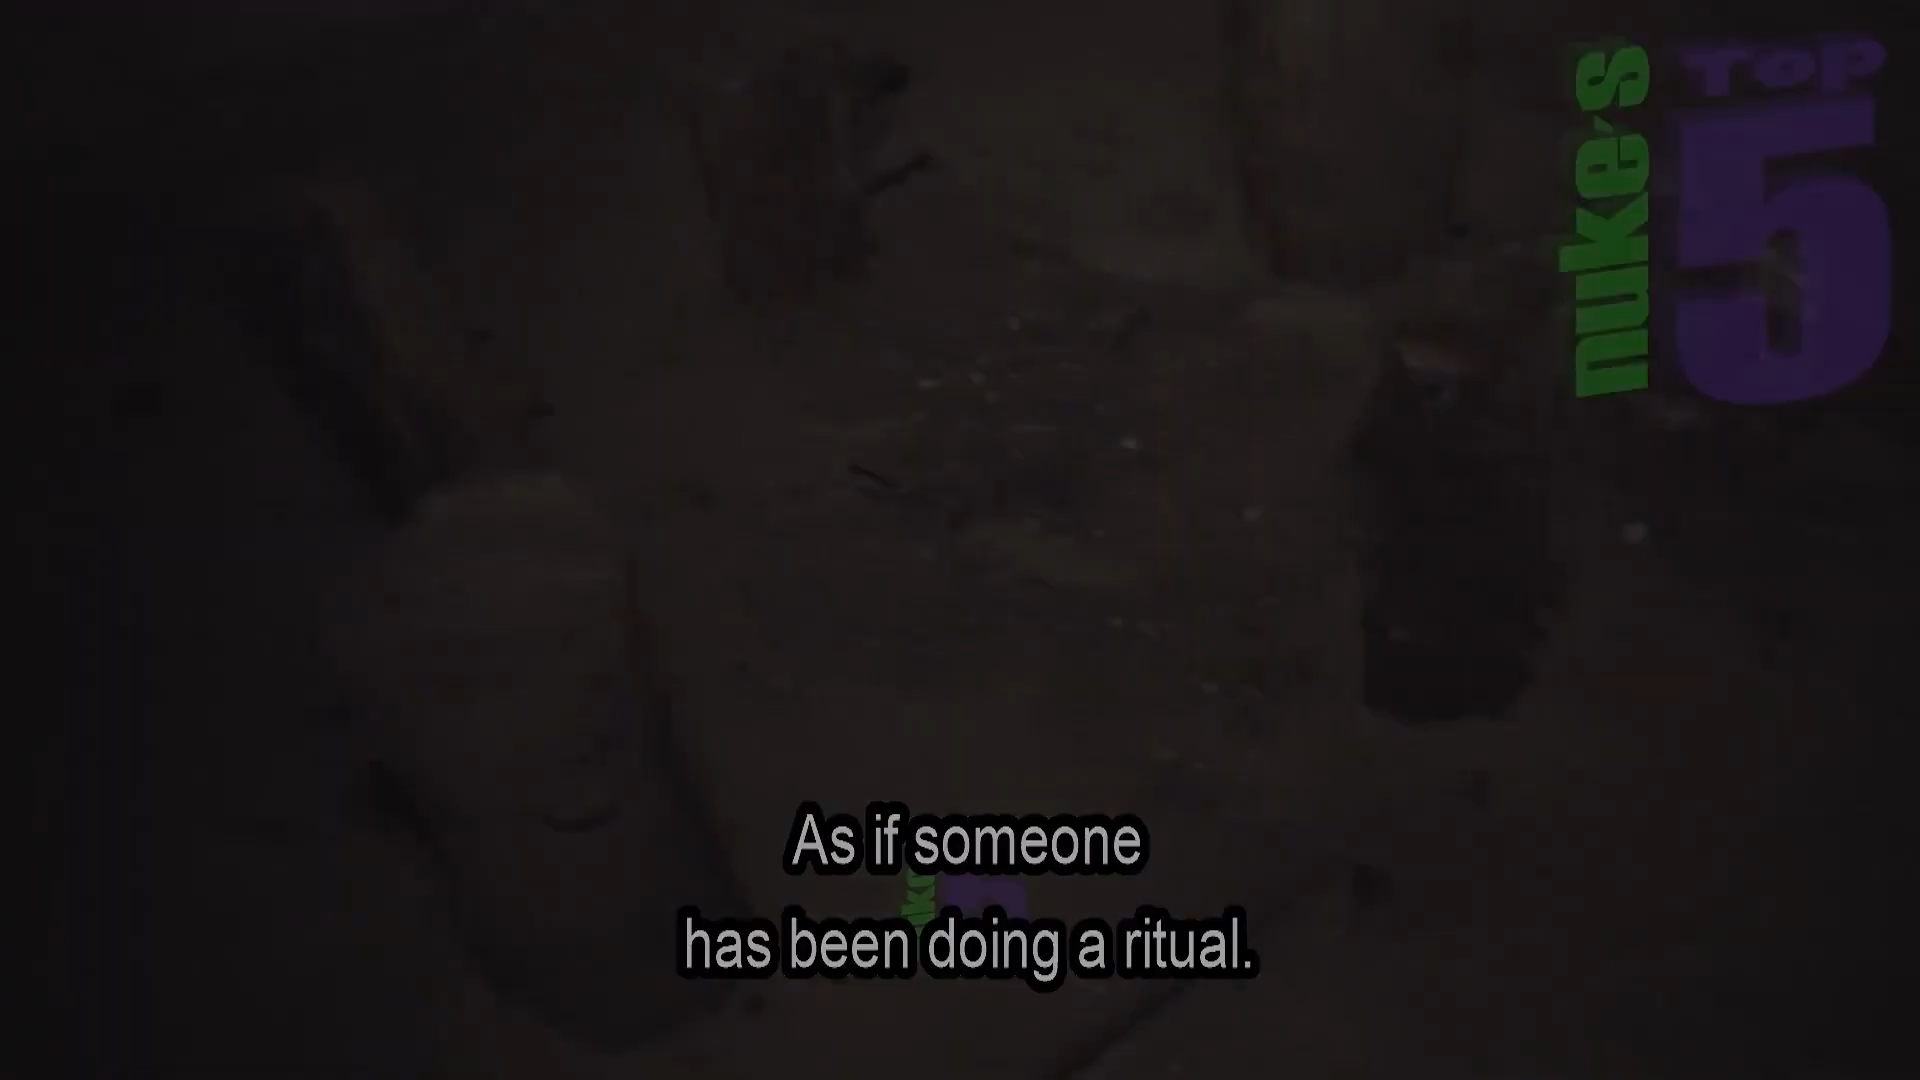 nuke's
Top
5
As if someone
has been doing a ritual.